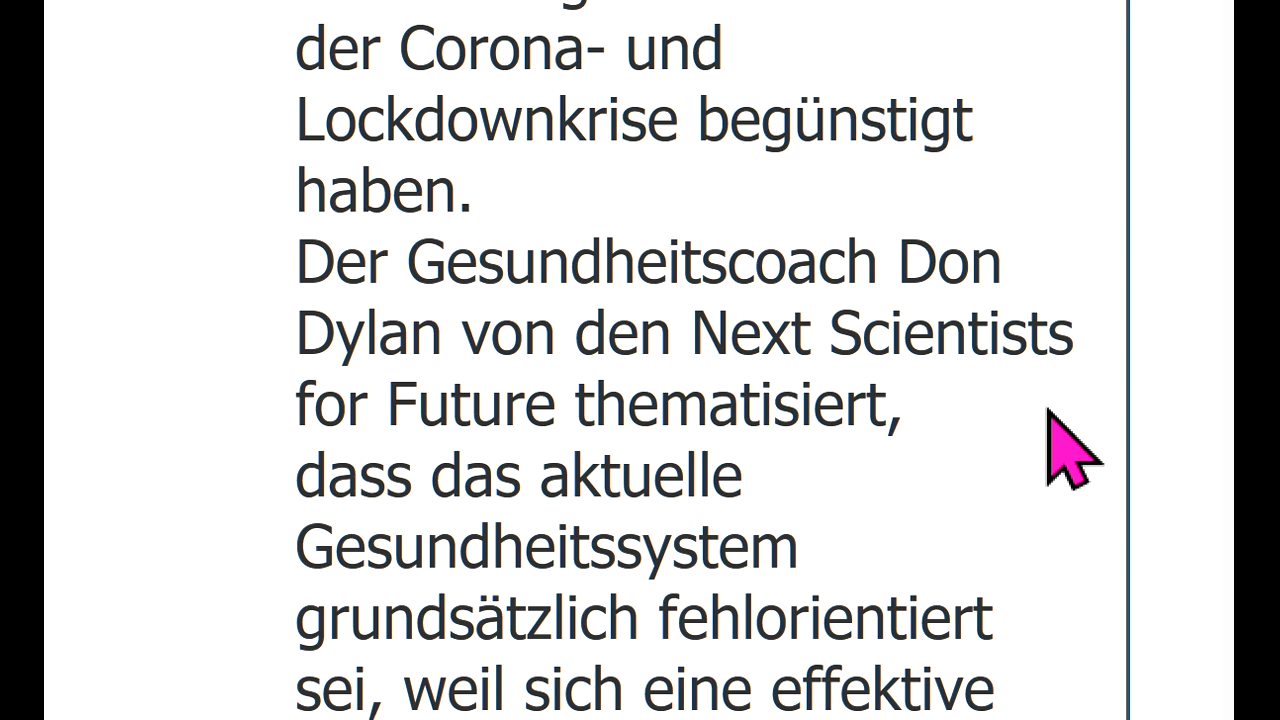 der Corona- und
Lockdownkrise begünstigt
haben.
Der Gesundheitscoach Don
Dylan von den Next Scientists
for Future thematisiert,
dass das aktuelle
Gesundheitssystem
grundsätzlich fehlorientiert
sei, weil sich eine effektive